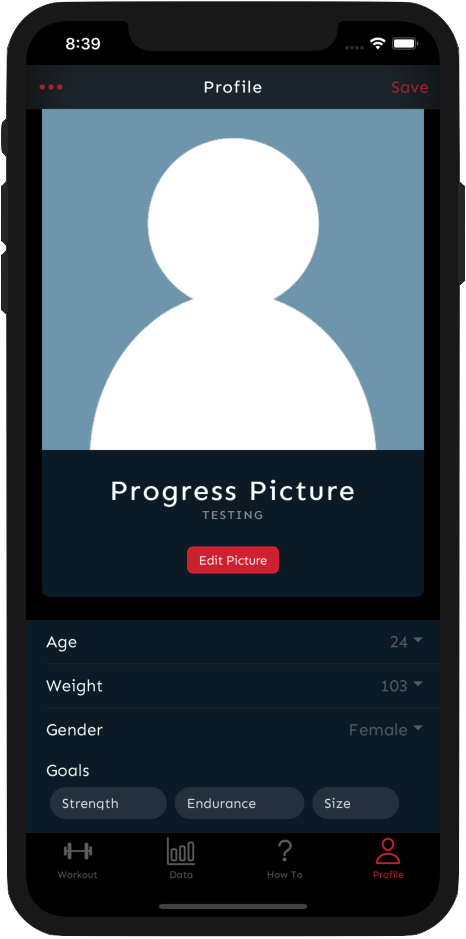 8:39
Profile Save
Progress Picture
TESTING
Edit Picture
Age 24
Weight 103
Gender Female
Goals
Strength Endurance Size
Workout Data How To Profile